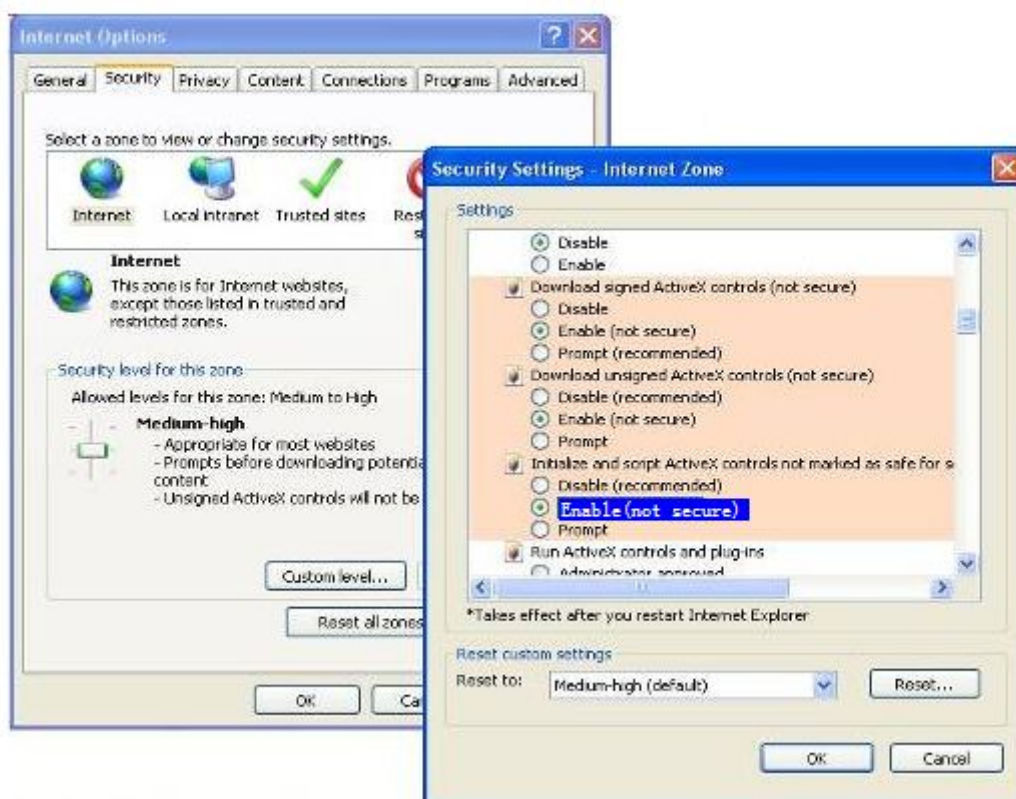 Internet Options
General Security Privacy Content Connections Programs Advanced
Select a zone to view or change security settings.
Internet Local intranet Trusted sites
Internet
This zone is for Internet websites,
except those listed in trusted and
restricted zones.
Security level for this zone
Allowed levels for this zone: Medium to High
Medium-high
- Appropriate for most websites
- Prompts before downloading
content
- Unsigned ActiveX controls will not be
Custom level...
Reset all zones
OK
Security Settings - Internet Zone
Settings
Disable
Enable
Download signed ActiveX controls (not secure)
Disable
Enable (not secure)
Prompt (recommended)
Download unsigned ActiveX controls (not secure)
Disable (recommended)
Enable (not secure)
Prompt
Initialize and script ActiveX controls not marked as safe for s
Disable (recommended)
Enable(not secure)
Prompt
Run ActiveX controls and plug-ins
Administrator approved
*Takes effect after you restart Internet Explorer
Reset custom settings
Reset to: Medium-high (default) Reset...
OK Cancel